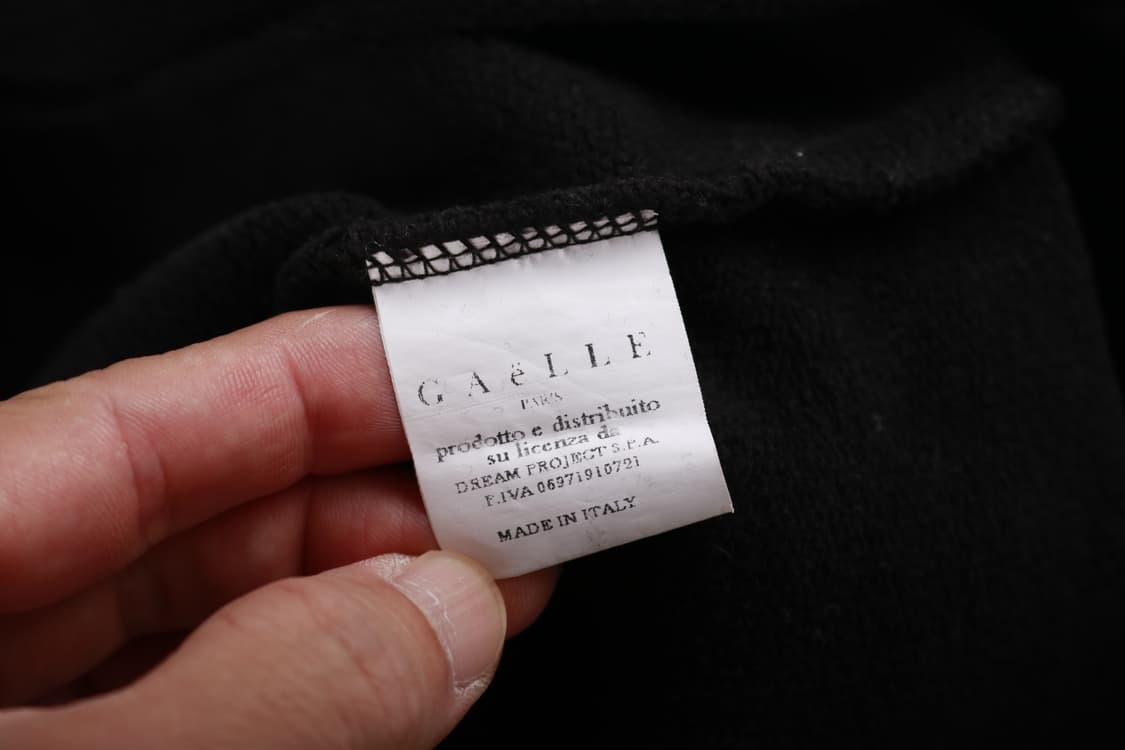 GAëLLE
PARIS
prodotto e distribuito
su licenza da
DREAM PROJECT S.P.A.
P.IVA 06971910721
MADE IN ITALY